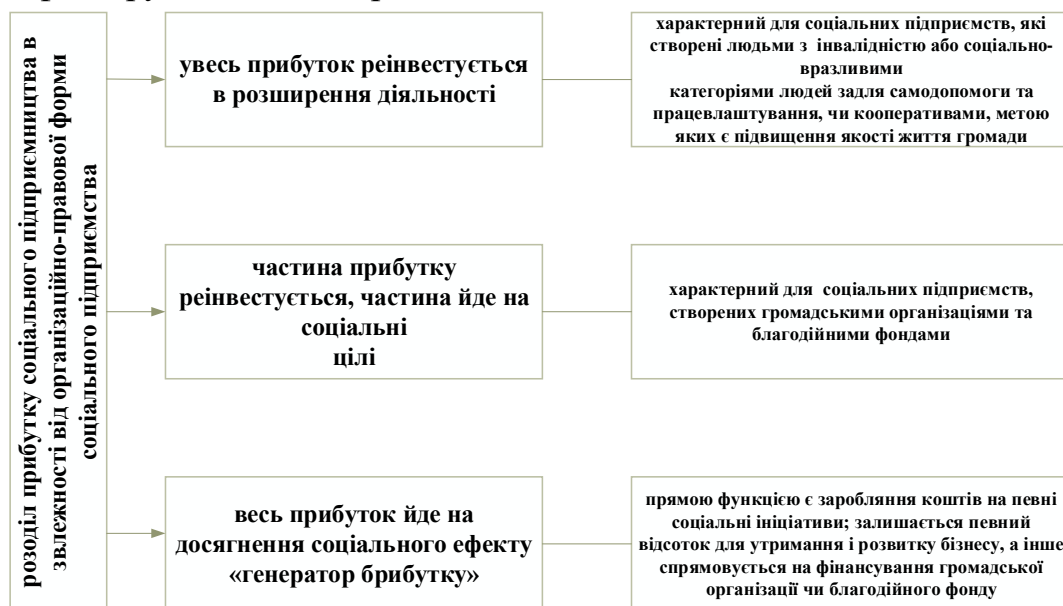 розоділ прибутку соціального підприємництва в
звлежності від організаційно-правової форми
соціального підприємства
увесь прибуток реінвестується
в розширення діяльності
характерний для соціальних підприємств, які
створені людьми з інвалідністю або соціально-
вразливими
категоріями людей задля самодопомоги та
працевлаштування, чи кооперативами, метою
яких є підвищення якості життя громади
частина прибутку
реінвестується, частина йде на
соціальні
цілі
характерний для соціальних підприємств,
створених громадськими організаціями та
благодійними фондами
весь прибуток йде на
досягнення соціального ефекту
«генератор брибутку»
прямою функцією є заробляння коштів на певні
соціальні ініціативи; залишається певний
відсоток для утримання і розвитку бізнесу, а інше
спрямовується на фінансування громадської
організації чи благодійного фонду